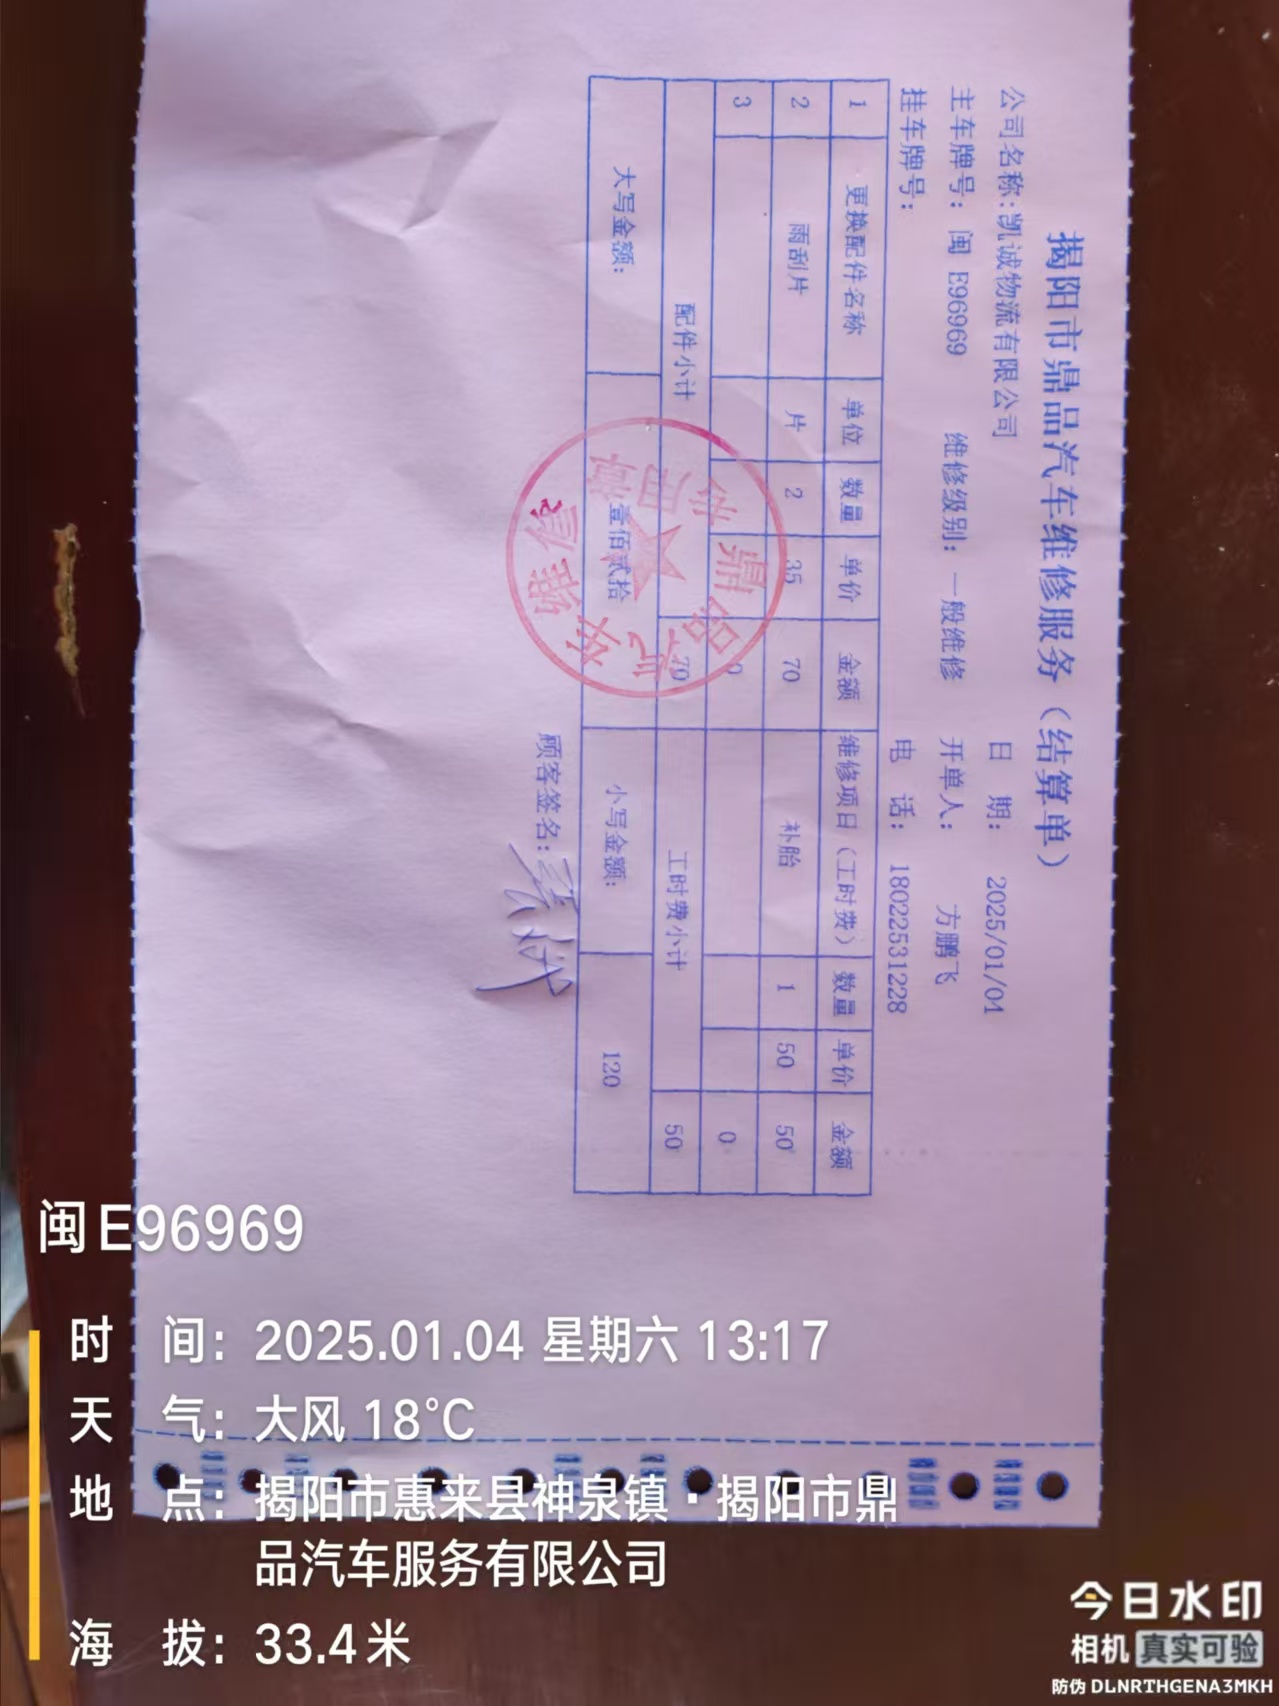 揭阳市鼎品汽车维修服务（结算单）
公司名称:凯诚物流有限公司 日 期: 2025/01/04
主车牌号: 闽 E96969 维修级别: 一般维修 开单人: 方鹏飞
挂车牌号: 电 话: 18022531228
1 更换配件名称 单位 数量 单价 金额 维修项目（工时费） 数量 单价 金额
2 雨刮片 片 2 35 70 补胎 1 50 50
3 0 0
配件小计 70 工时费小计 50
大写金额: 壹佰贰拾 小写金额: 120
顾客签名:
鼎品汽车维修
专用章
闽E96969
时 间: 2025.01.04 星期六 13:17
天 气: 大风 18℃
地 点: 揭阳市惠来县神泉镇·揭阳市鼎
品汽车服务有限公司
海 拔: 33.4米
今日水印
相机 真实可验
防伪 DLNRTHGENA3MKH